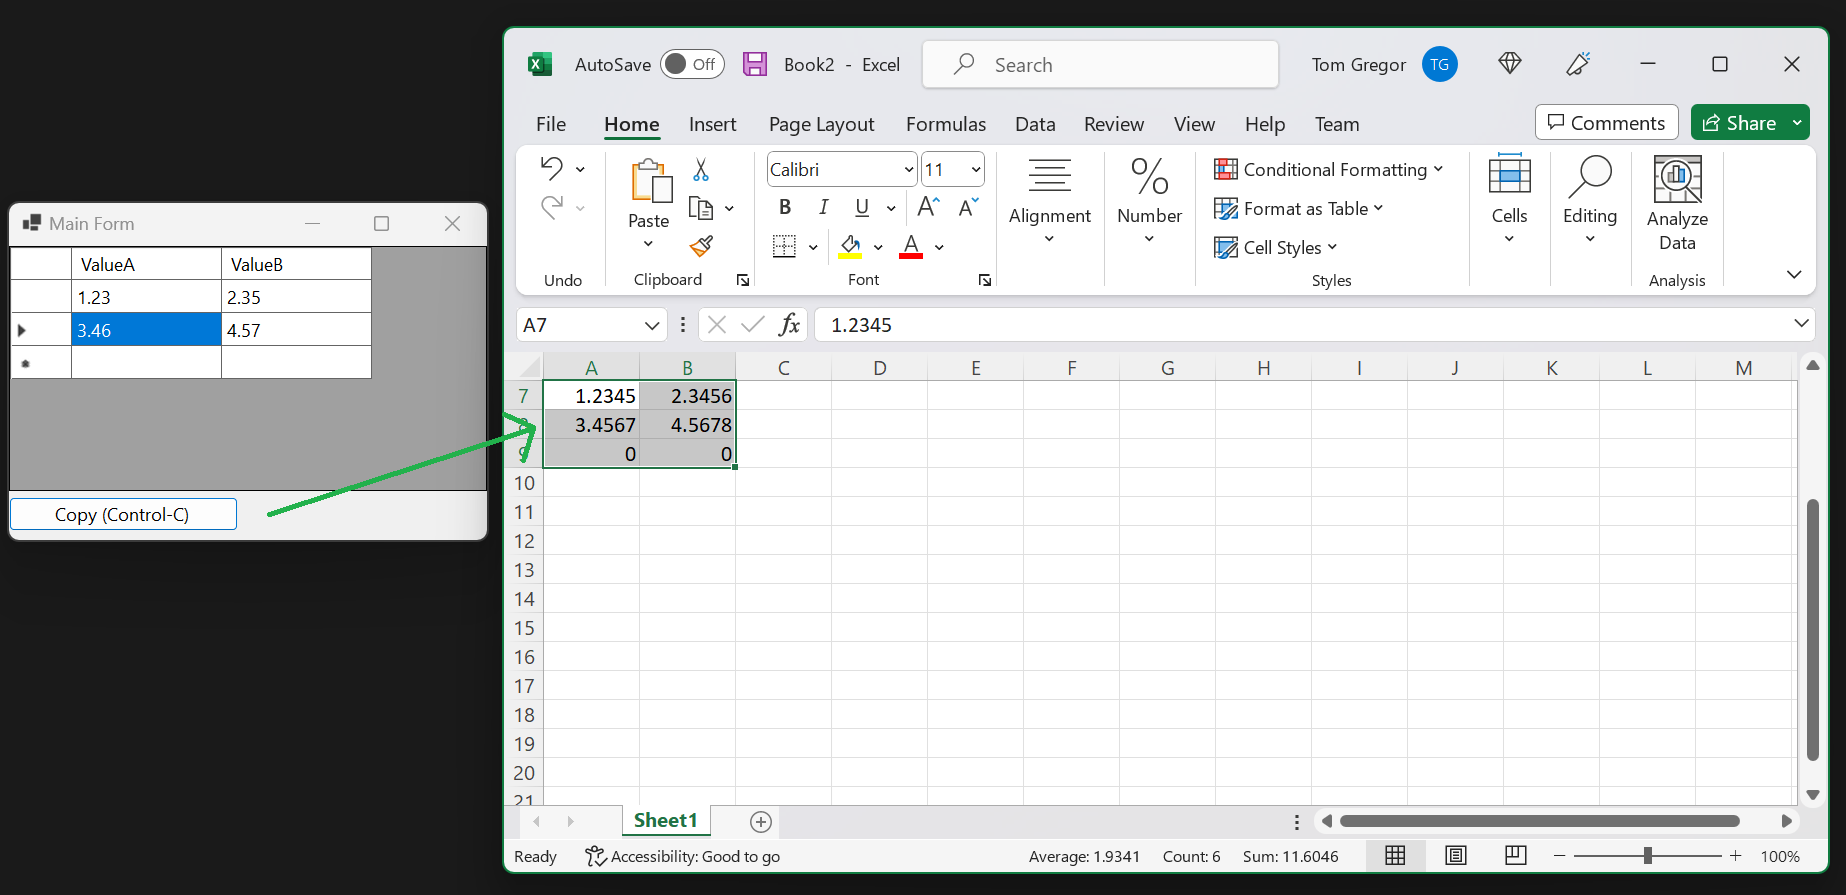 Main Form
ValueA ValueB
1.23 2.35
3.46 4.57
Copy (Control-C)
AutoSave Off Book2 - Excel Search Tom Gregor TG
File Home Insert Page Layout Formulas Data Review View Help Team Comments Share
Undo
Paste
Clipboard
Calibri 11
B I U A A
A
Font
Alignment
% Number
Conditional Formatting
Format as Table
Cell Styles
Styles
Cells
Editing
Analyze
Data
Analysis
A7 fx 1.2345
A B C D E F G H I J K L M
7 1.2345 2.3456
8 3.4567 4.5678
9 0 0
10
11
12
13
14
15
16
17
18
19
20
21
Sheet1
Ready Accessibility: Good to go Average: 1.9341 Count: 6 Sum: 11.6046 100%